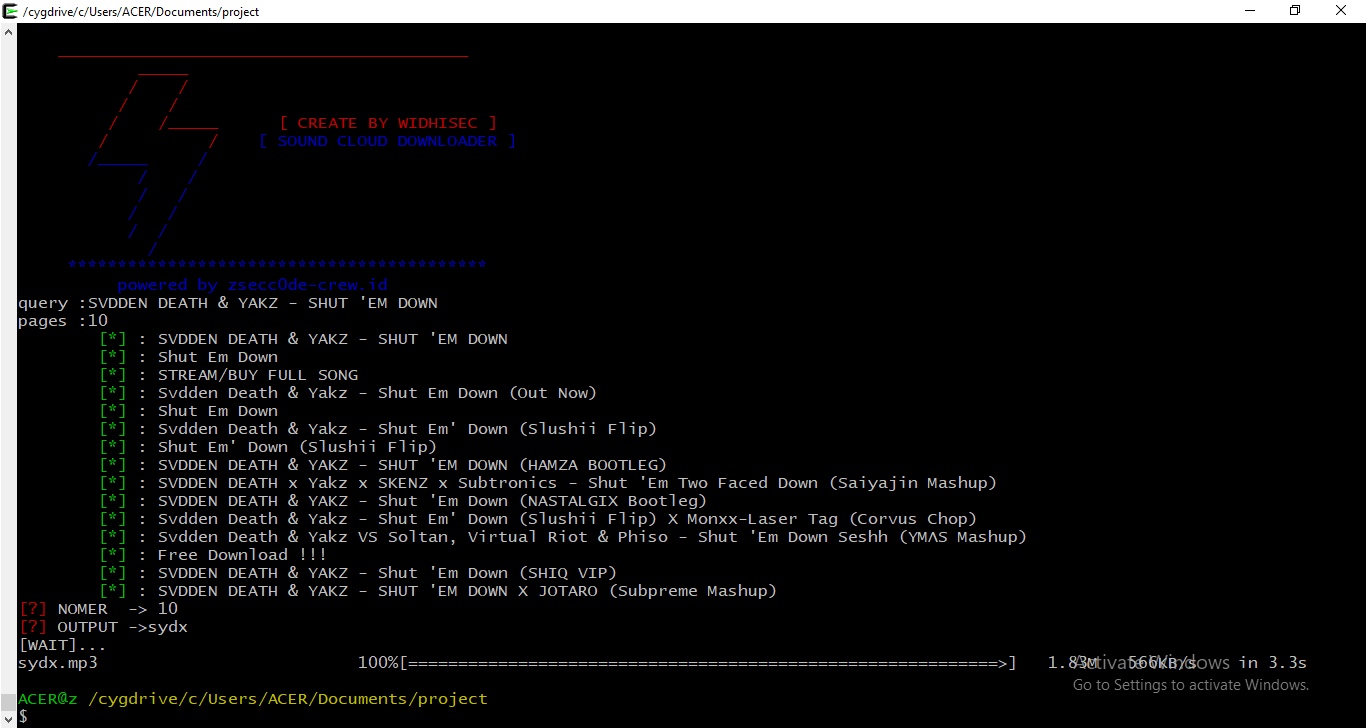 /cygdrive/c/Users/ACER/Documents/project
[ CREATE BY WIDHISEC ]
[ SOUND CLOUD DOWNLOADER ]
*******************************************
powered by zsecc0de-crew.id
query :SVDDEN DEATH & YAKZ - SHUT 'EM DOWN
pages :10
[*] : SVDDEN DEATH & YAKZ - SHUT 'EM DOWN
[*] : Shut Em Down
[*] : STREAM/BUY FULL SONG
[*] : Svdden Death & Yakz - Shut Em Down (Out Now)
[*] : Shut Em Down
[*] : Svdden Death & Yakz - Shut Em' Down (Slushii Flip)
[*] : Shut Em' Down (Slushii Flip)
[*] : SVDDEN DEATH & YAKZ - SHUT 'EM DOWN (HAMZA BOOTLEG)
[*] : SVDDEN DEATH x Yakz x SKENZ x Subtronics - Shut 'Em Two Faced Down (Saiyajin Mashup)
[*] : SVDDEN DEATH & YAKZ - Shut 'Em Down (NASTALGIX Bootleg)
[*] : Svdden Death & Yakz - Shut Em' Down (Slushii Flip) X Monxx-Laser Tag (Corvus Chop)
[*] : Svdden Death & Yakz VS Soltan, Virtual Riot & Phiso - Shut 'Em Down Seshh (YMΛS Mashup)
[*] : Free Download !!!
[*] : SVDDEN DEATH & YAKZ - Shut 'Em Down (SHIQ VIP)
[*] : SVDDEN DEATH & YAKZ - SHUT 'EM DOWN X JOTARO (Subpreme Mashup)
[?] NOMER -> 10
[?] OUTPUT ->sydx
[WAIT]...
sydx.mp3 100%[===========================================================>] 1.83M 566KB/s in 3.3s
Activate Windows
Go to Settings to activate Windows.
ACER@z /cygdrive/c/Users/ACER/Documents/project
$